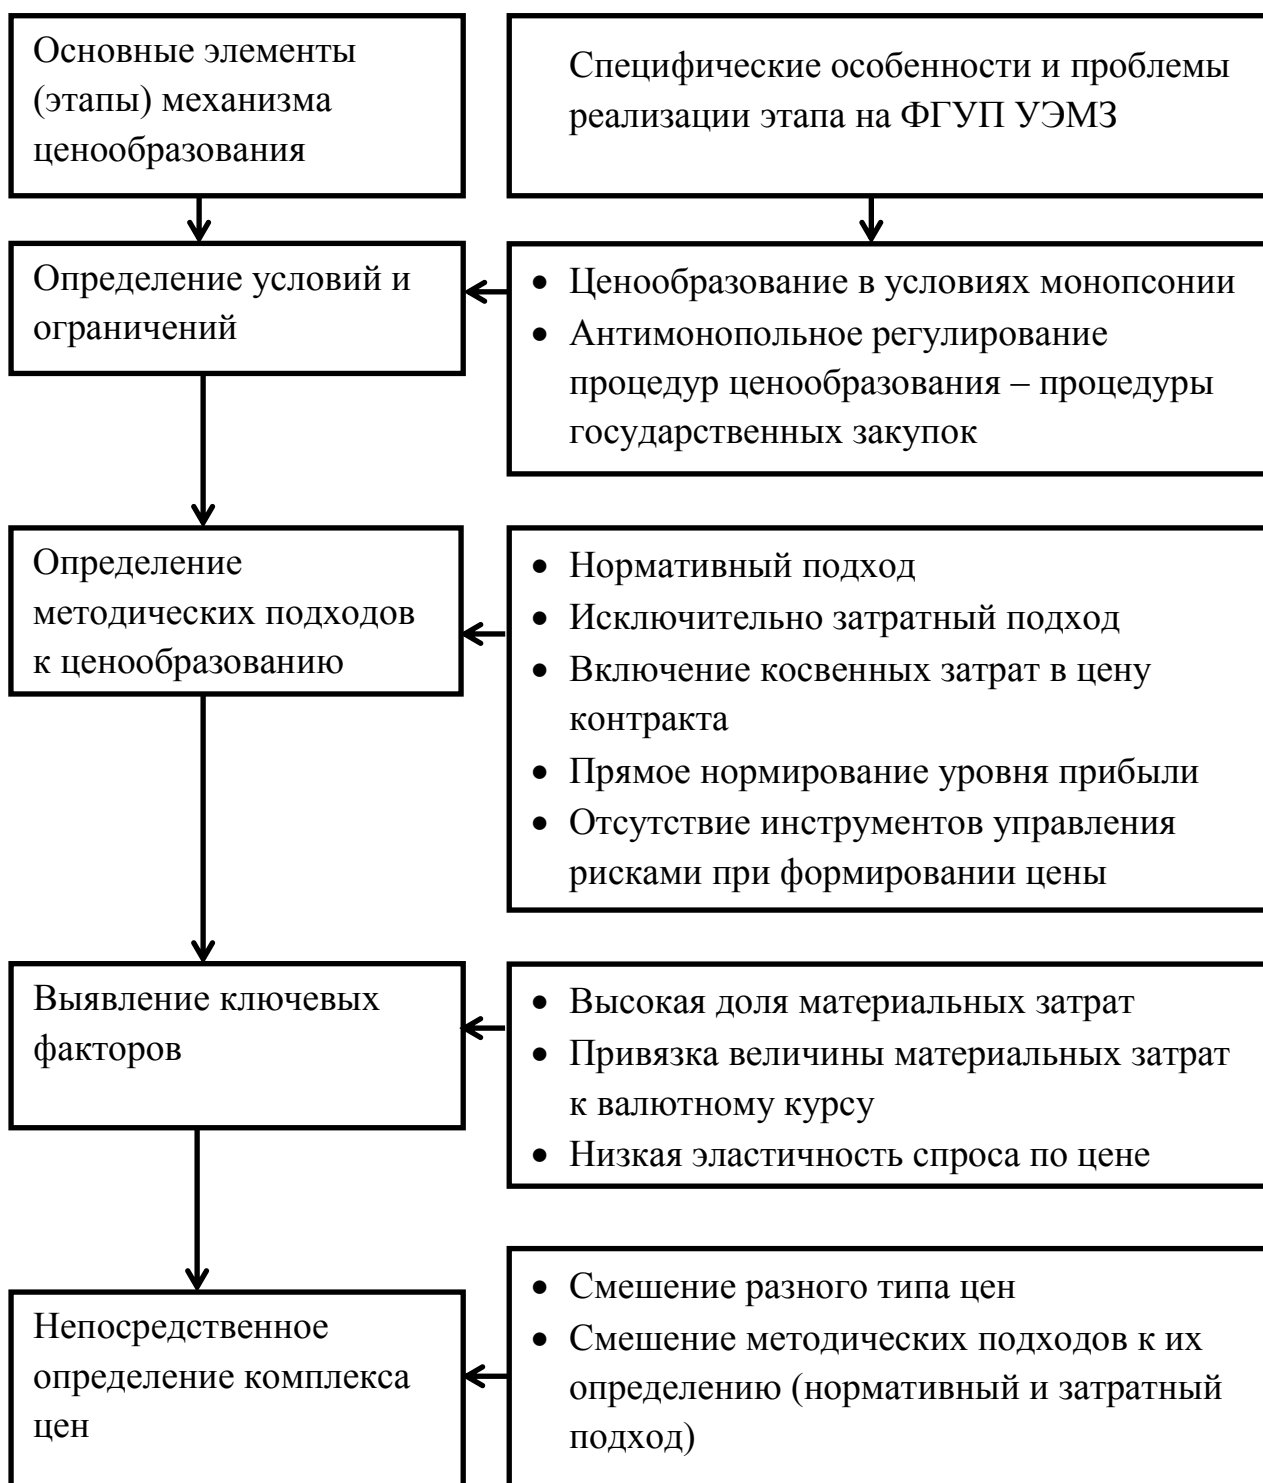 Основные элементы
(этапы) механизма
ценообразования
Специфические особенности и проблемы
реализации этапа на ФГУП УЭМЗ
Определение условий и
ограничений
• Ценообразование в условиях монопсонии
• Антимонопольное регулирование
процедур ценообразования – процедуры
государственных закупок
Определение
методических подходов
к ценообразованию
• Нормативный подход
• Исключительно затратный подход
• Включение косвенных затрат в цену
контракта
• Прямое нормирование уровня прибыли
• Отсутствие инструментов управления
рисками при формировании цены
Выявление ключевых
факторов
• Высокая доля материальных затрат
• Привязка величины материальных затрат
к валютному курсу
• Низкая эластичность спроса по цене
Непосредственное
определение комплекса
цен
• Смешение разного типа цен
• Смешение методических подходов к их
определению (нормативный и затратный
подход)